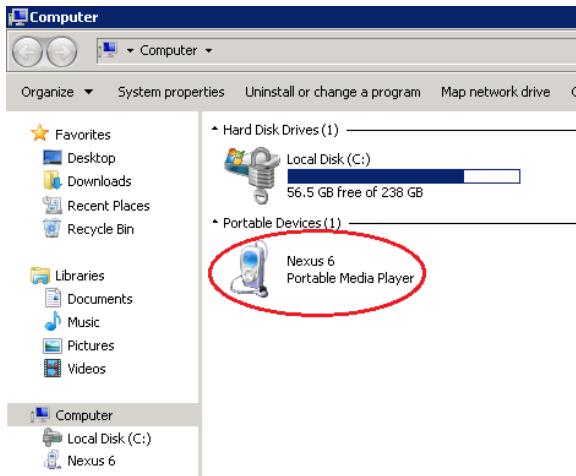 Computer
Computer
Organize
System properties
Uninstall or change a program
Map network drive
Favorites
Desktop
Downloads
Recent Places
Recycle Bin
Libraries
Documents
Music
Pictures
Videos
Computer
Local Disk (C:)
Nexus 6
Hard Disk Drives (1)
Local Disk (C:)
56.5 GB free of 238 GB
Portable Devices (1)
Nexus 6
Portable Media Player